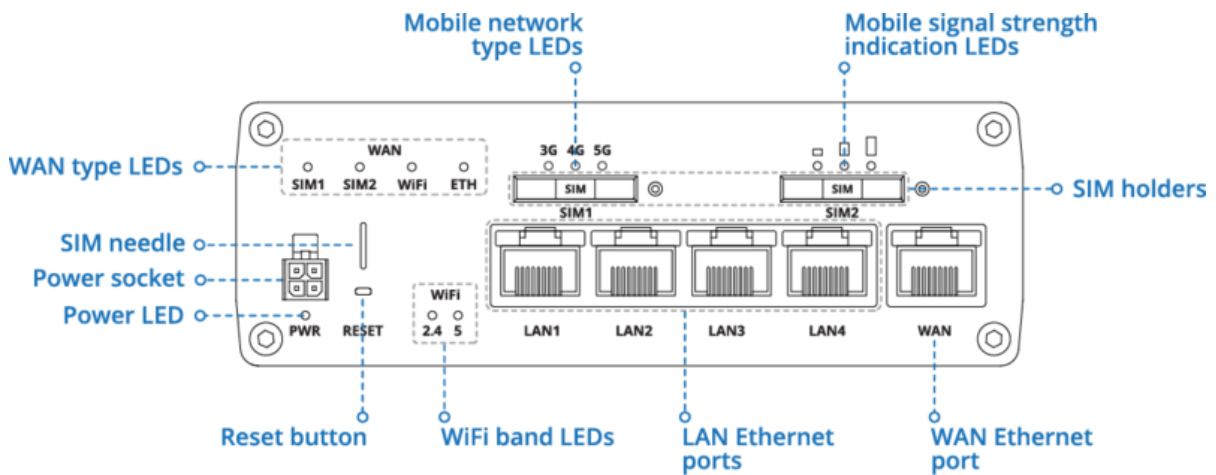 Mobile network
type LEDs
Mobile signal strength
indication LEDs
WAN type LEDs
WAN
SIM1 SIM2 WiFi ETH
3G 4G 5G
SIM
SIM
SIM holders
SIM1
SIM2
SIM needle
Power socket
Power LED
PWR
RESET
WiFi
2.4 5
LAN1
LAN2
LAN3
LAN4
WAN
Reset button
WiFi band LEDs
LAN Ethernet
ports
WAN Ethernet
port